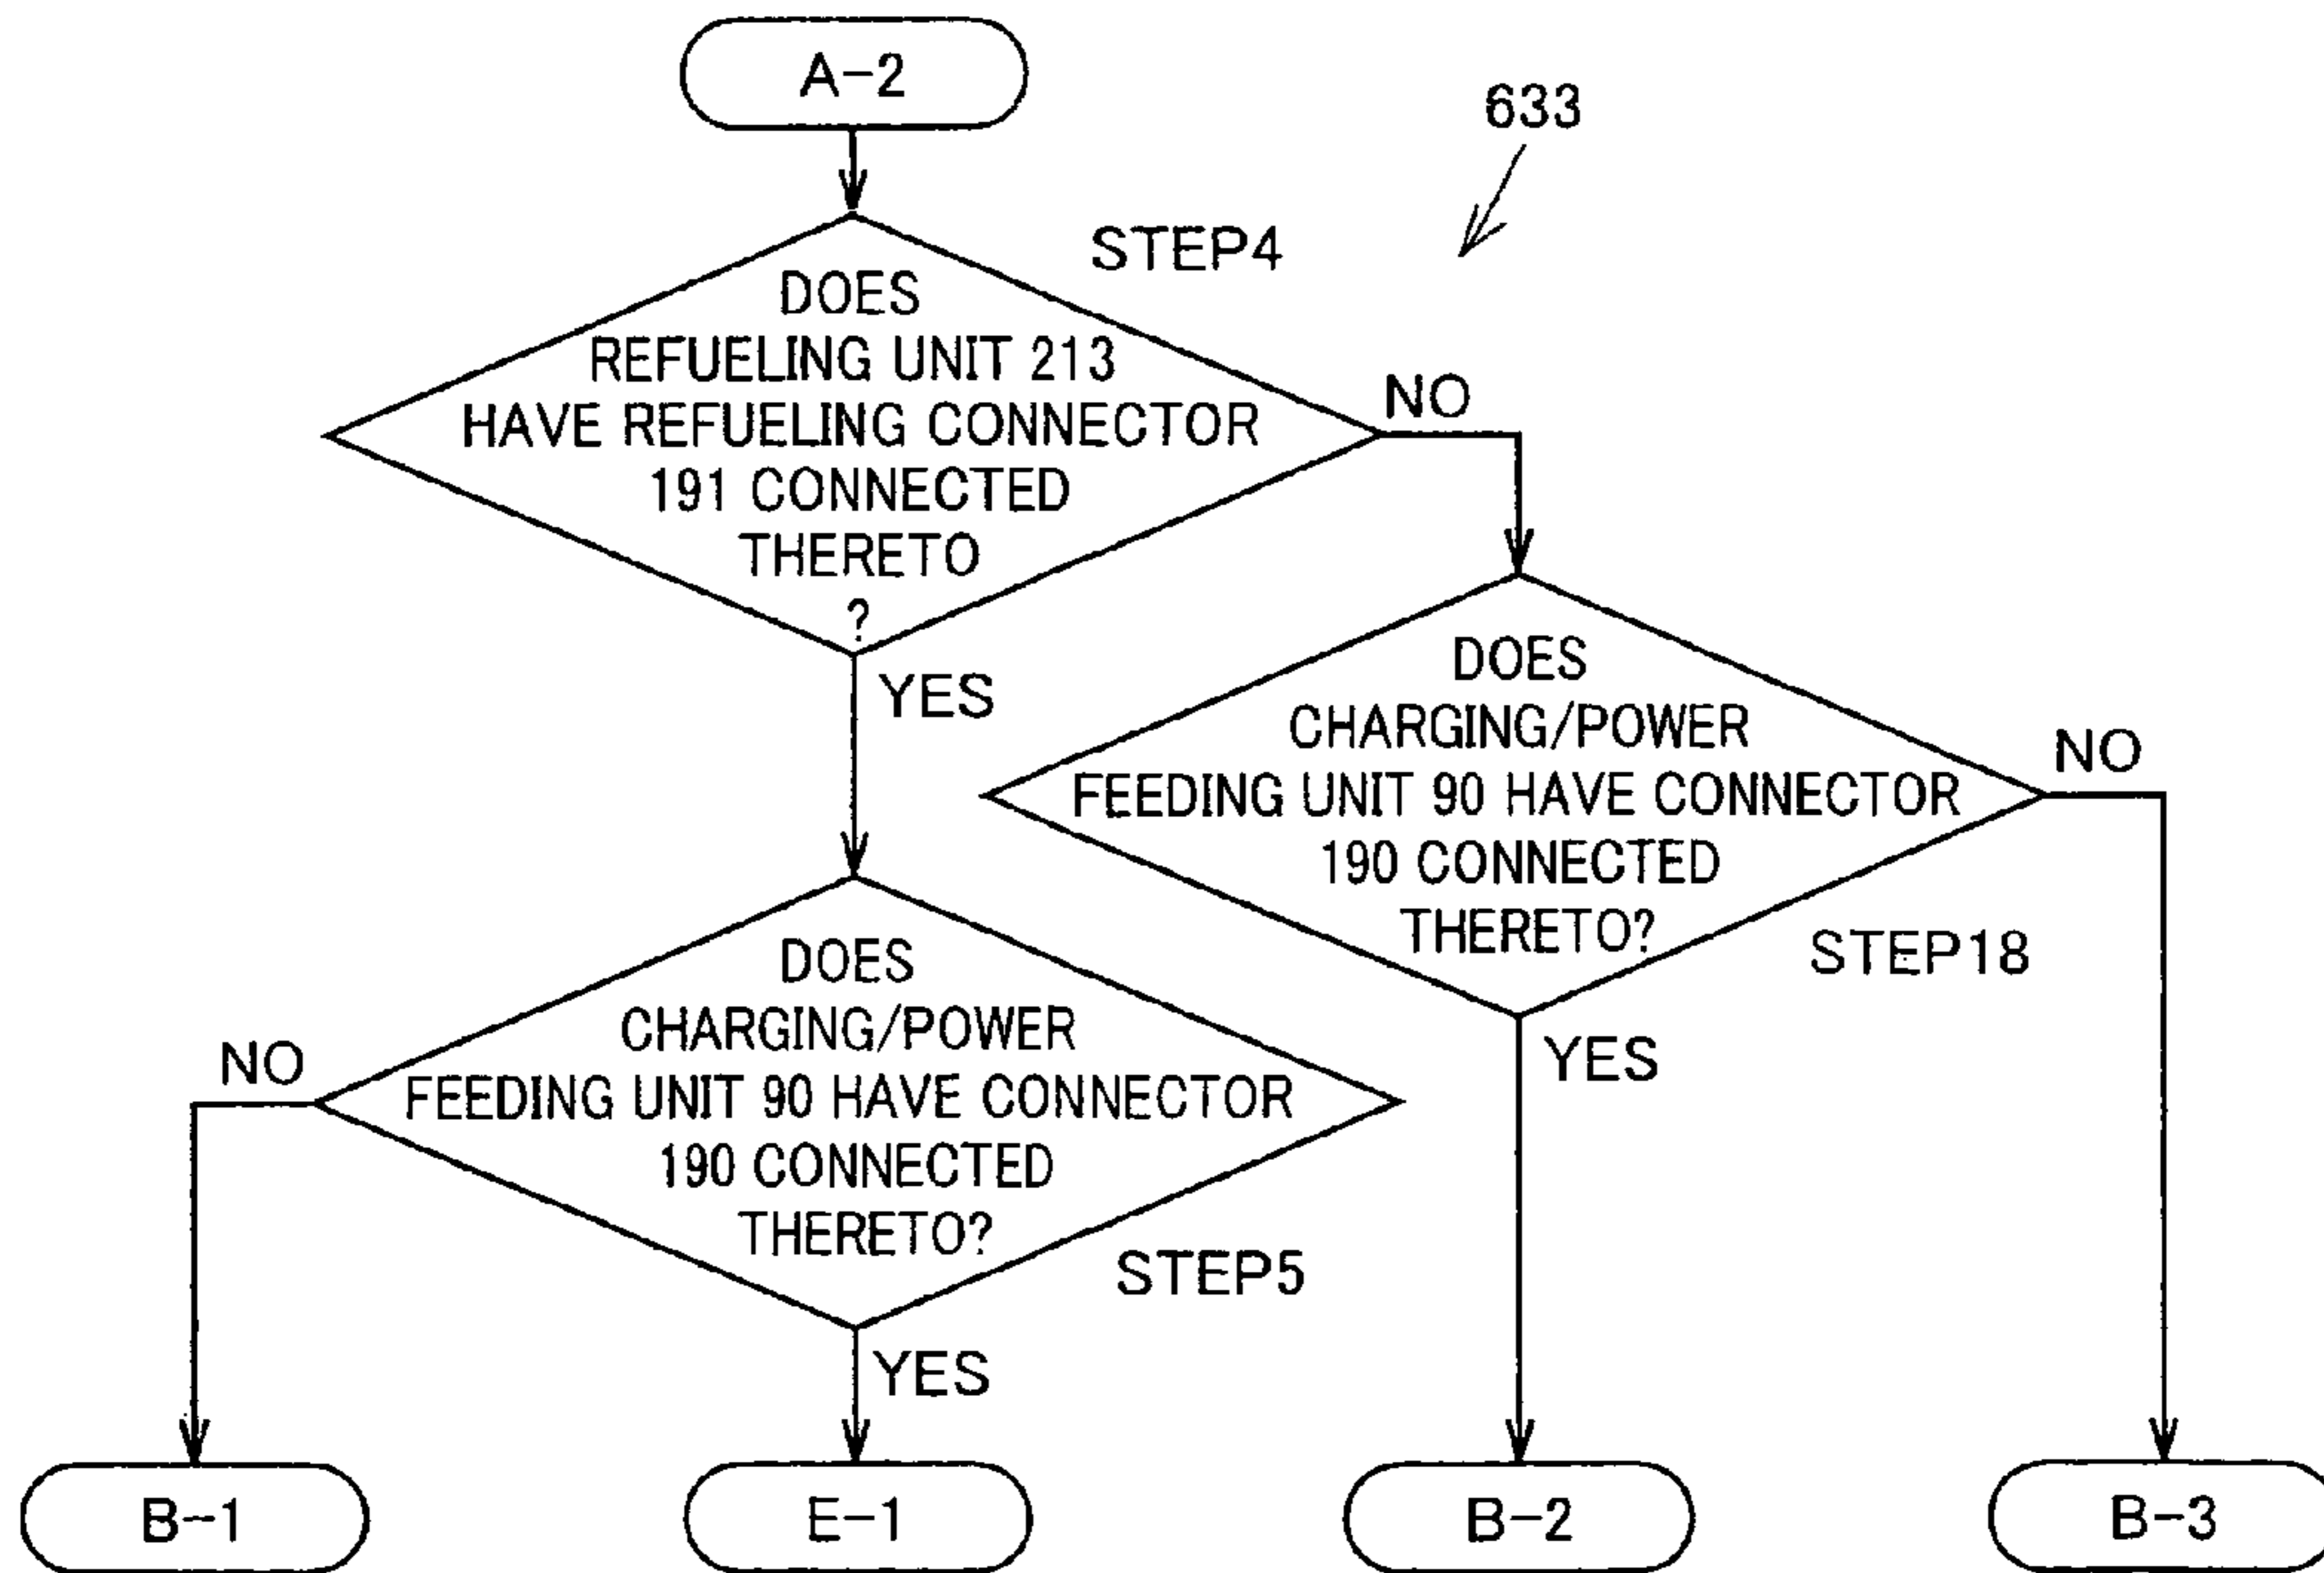 A-2
633
STEP4
DOES
REFUELING UNIT 213
HAVE REFUELING CONNECTOR
191 CONNECTED
THERETO
?
NO
YES
DOES
CHARGING/POWER
FEEDING UNIT 90 HAVE CONNECTOR
190 CONNECTED
THERETO?
NO
STEP18
YES
DOES
CHARGING/POWER
FEEDING UNIT 90 HAVE CONNECTOR
190 CONNECTED
THERETO?
NO
STEP5
YES
B-1
E-1
B-2
B-3